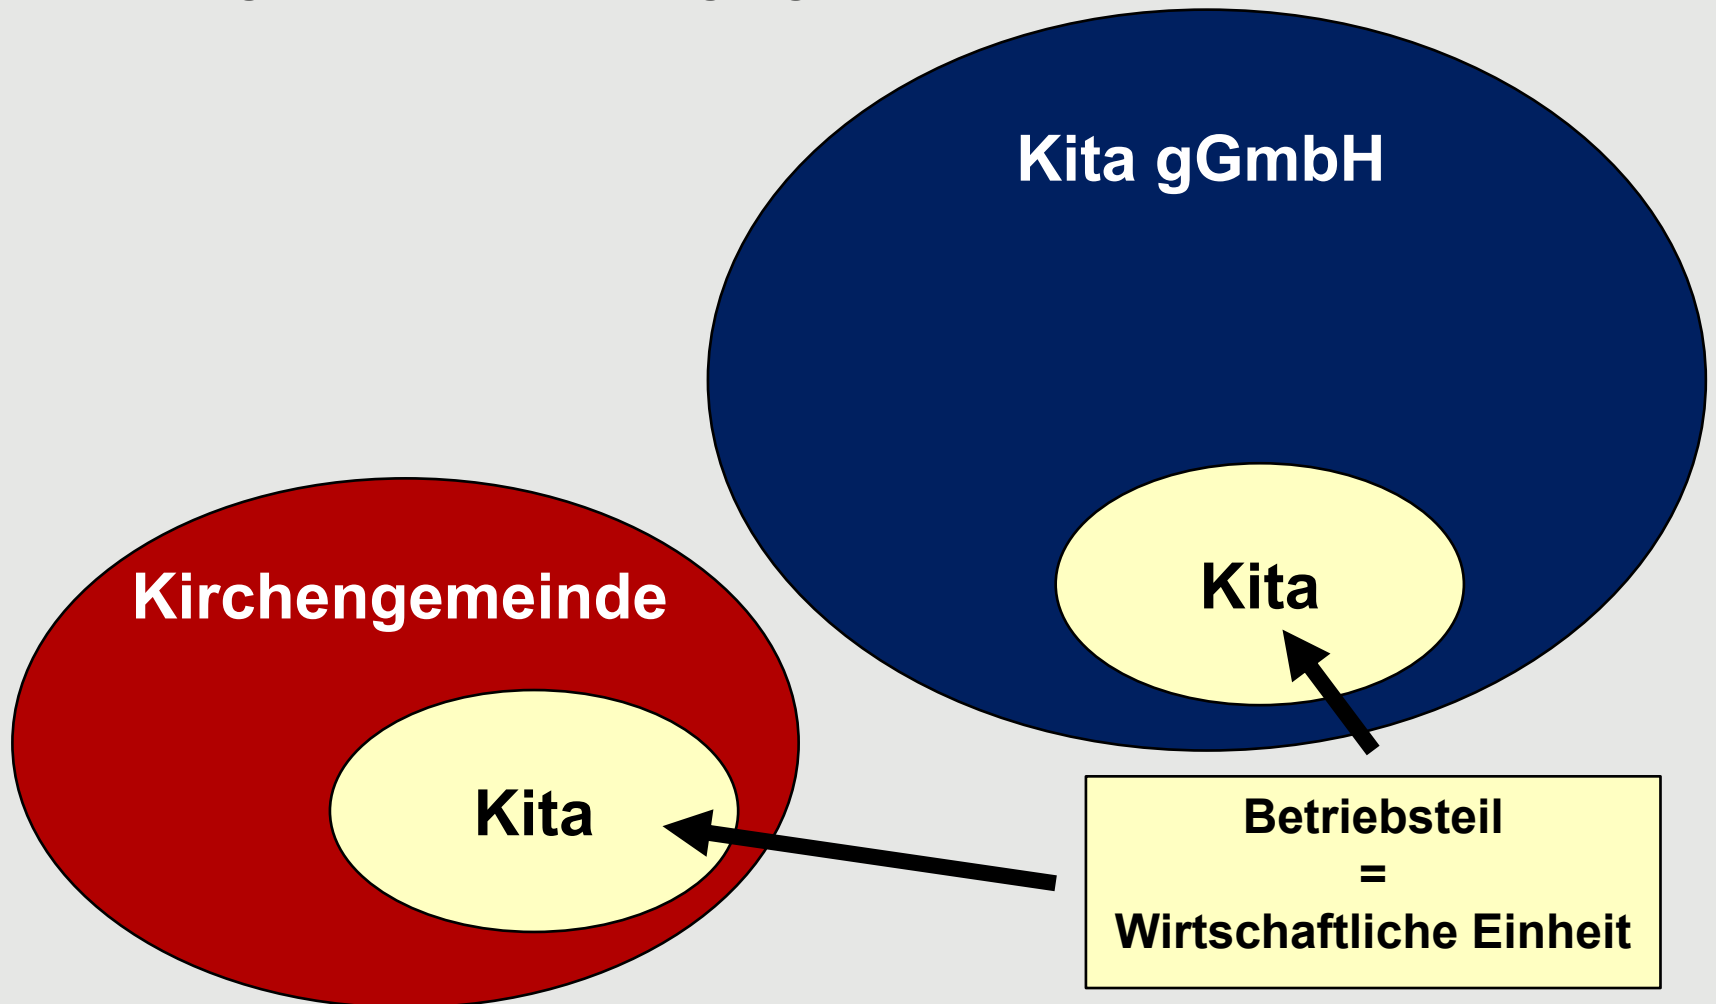 Kita gGmbH
Kita
Kirchengemeinde
Kita
Betriebsteil
=
Wirtschaftliche Einheit